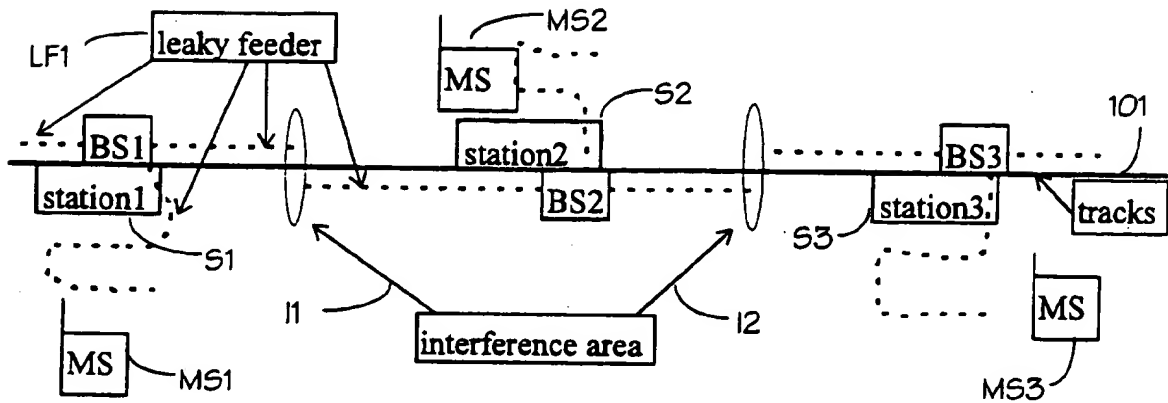 LF1
leaky feeder
MS2
MS
S2
101
BS1
station2
BS3
station1
BS2
station3
tracks
S1
S3
I1
I2
interference area
MS
MS1
MS
MS3